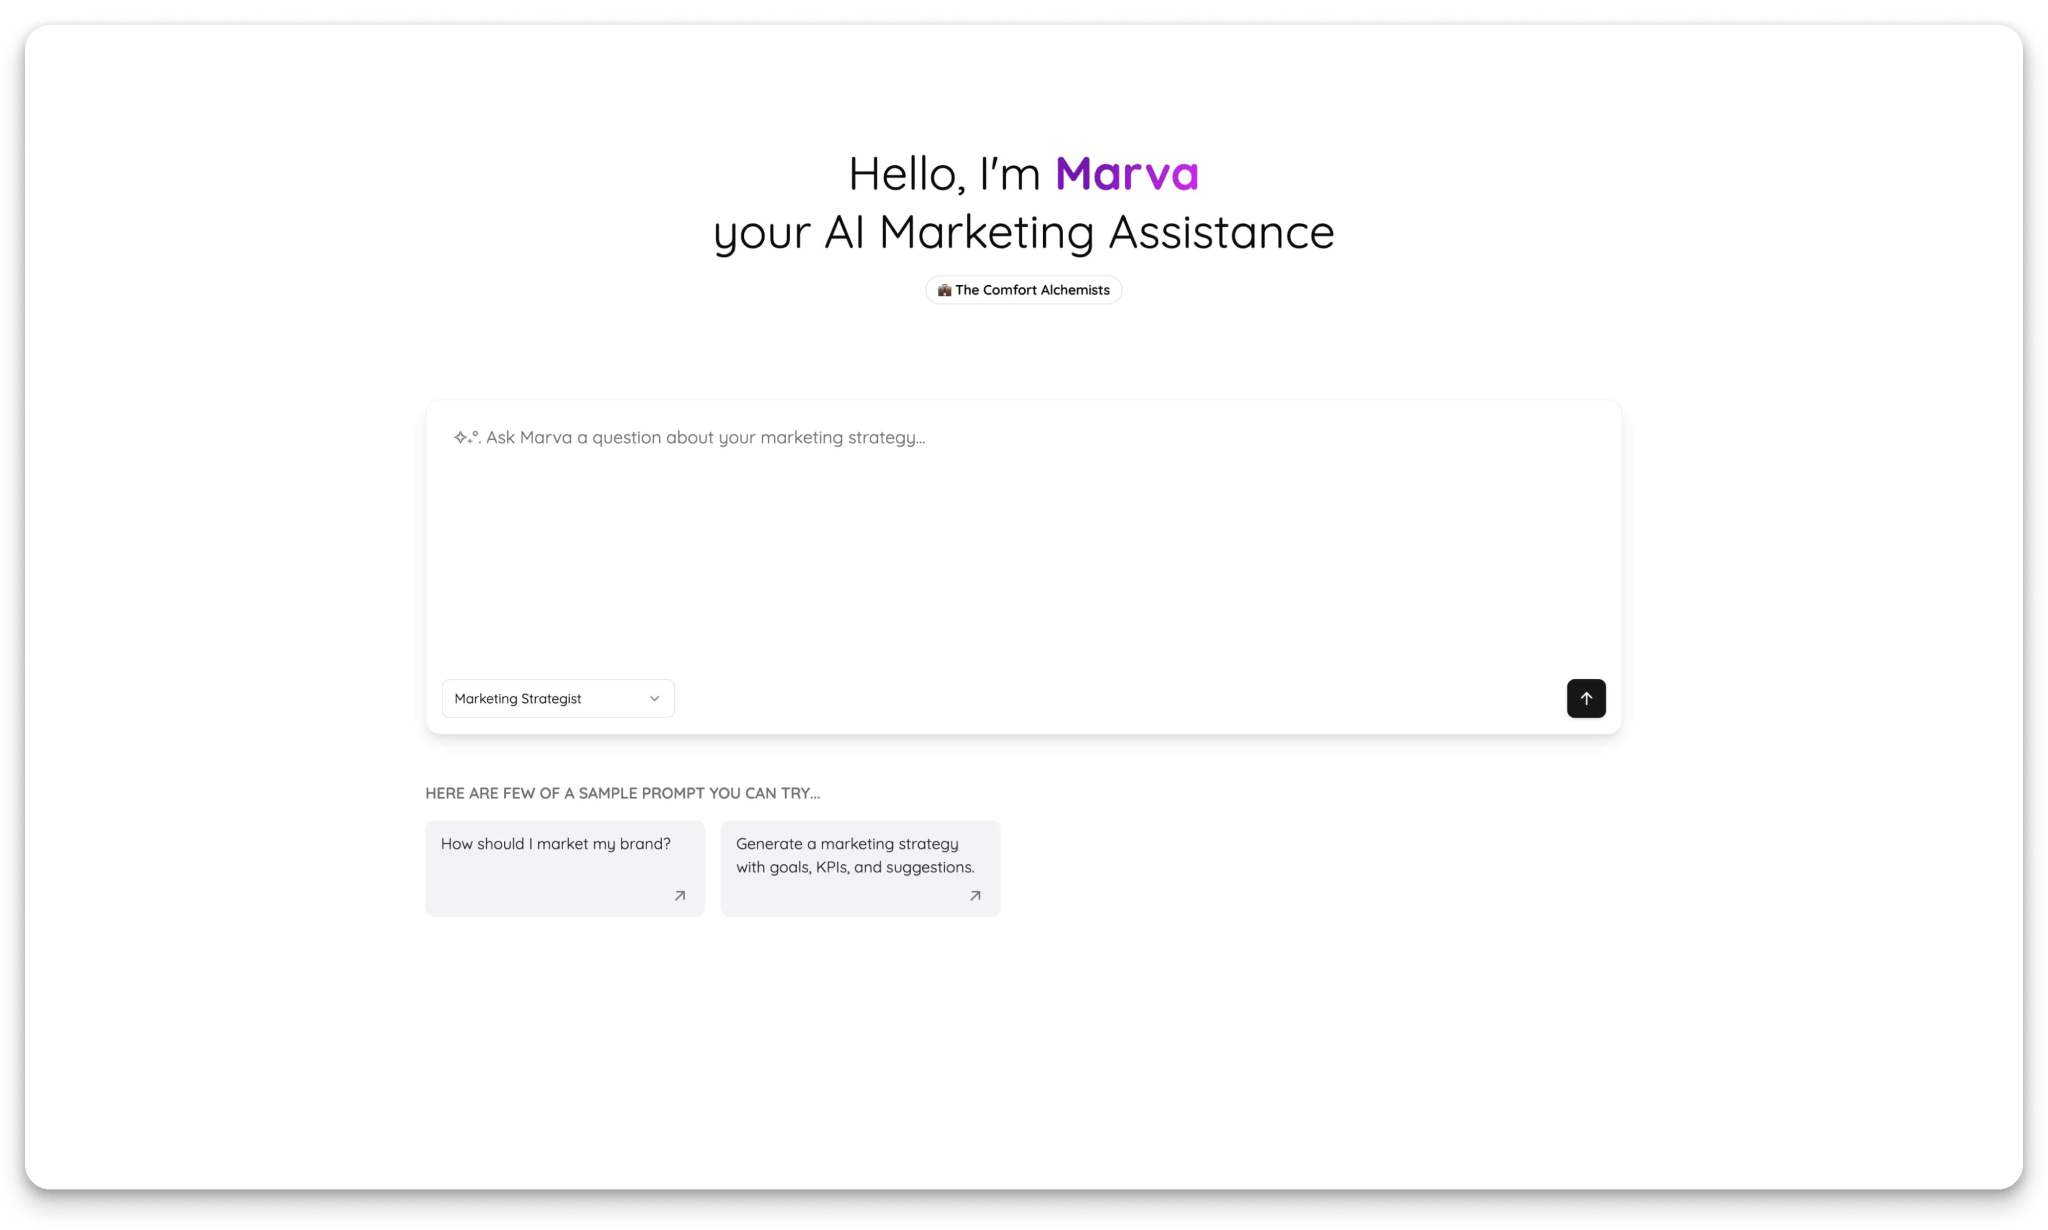 Hello, I'm Marva
your AI Marketing Assistance
💼 The Comfort Alchemists
✧₊°. Ask Marva a question about your marketing strategy...
Marketing Strategist
HERE ARE FEW OF A SAMPLE PROMPT YOU CAN TRY...
How should I market my brand?
Generate a marketing strategy
with goals, KPIs, and suggestions.